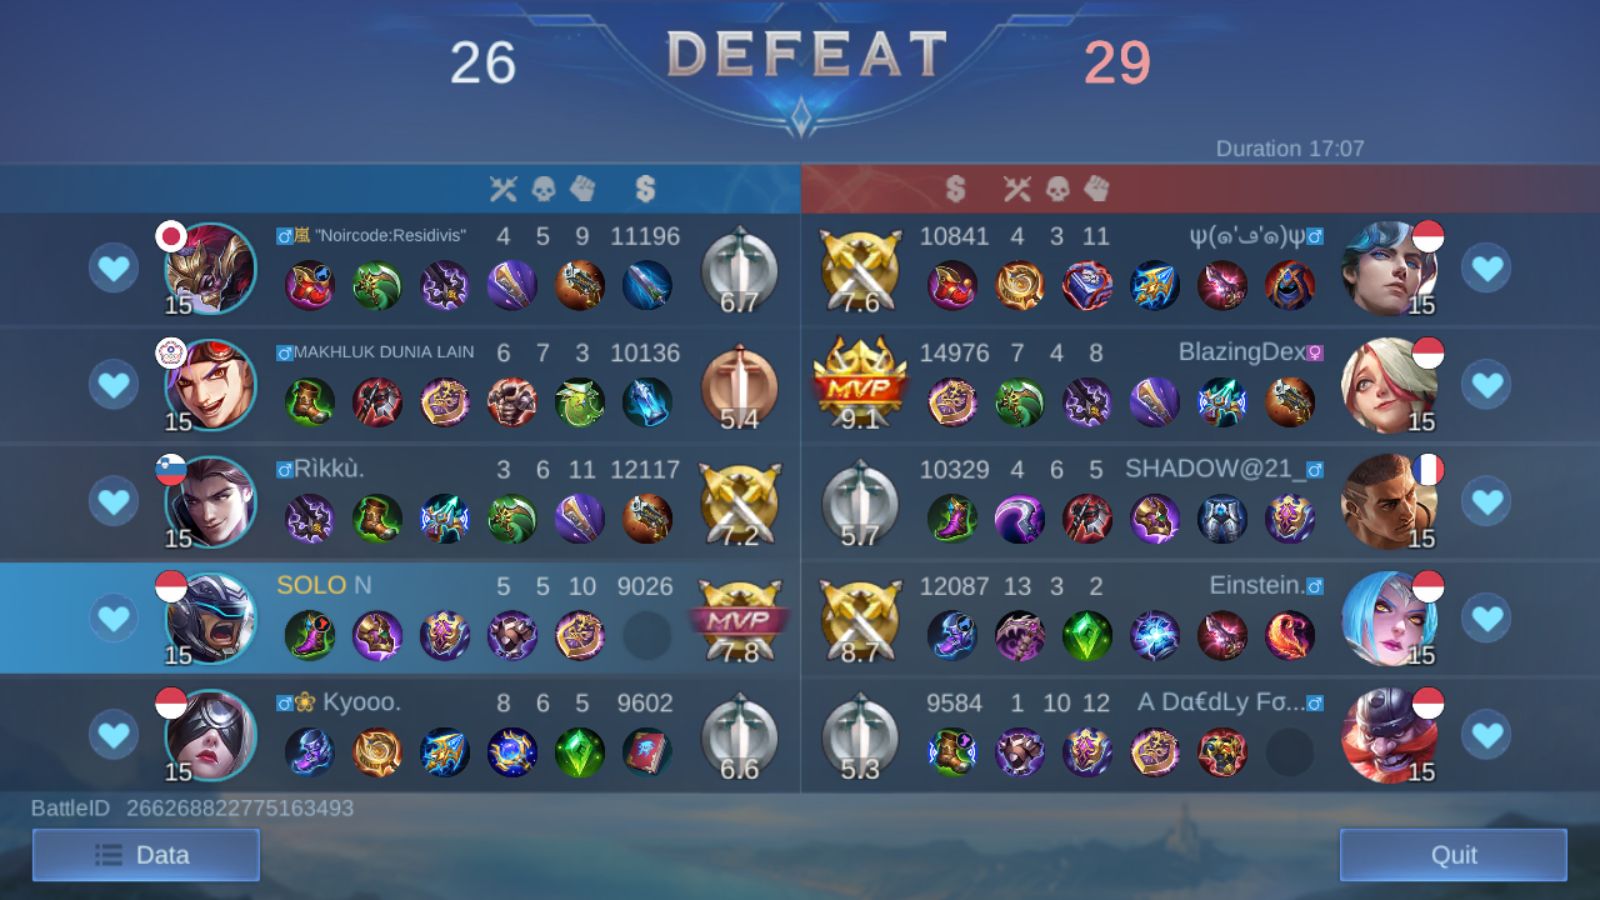 26 DEFEAT 29
Duration 17:07
嵐 "Noircode:Residivis" 4 5 9 11196
15 6.7
7.6 10841 4 3 11 ψ(๑'ڡ'๑)ψ
15
MAKHLUK DUNIA LAIN 6 7 3 10136
15 5.4
MVP 9.1 14976 7 4 8 BlazingDex
15
Rìkkù. 3 6 11 12117
15 7.2
5.7 10329 4 6 5 SHADOW@21_
15
SOLO N 5 5 10 9026
15 MVP 7.8
8.7 12087 13 3 2 Einstein.
15
Kyooo. 8 6 5 9602
15 6.6
5.3 9584 1 10 12 A Dα€dLy Fσ...
15
BattleID 266268822775163493
Data
Quit